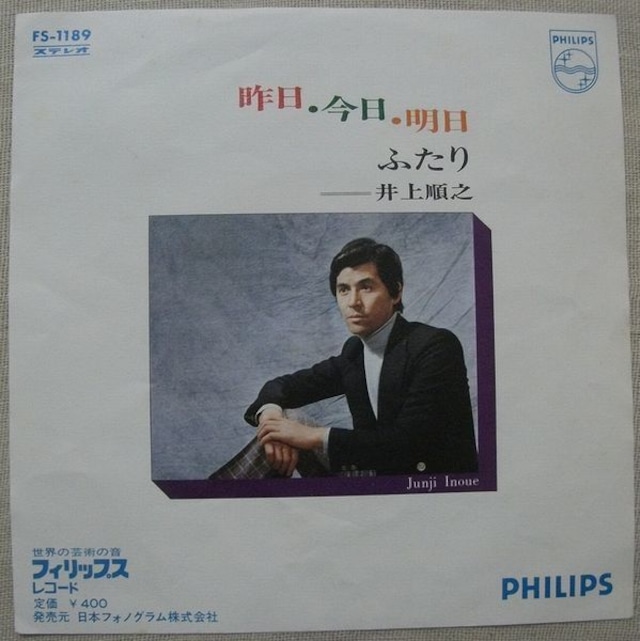 FS-1189
ステレオ
PHILIPS
昨日・今日・明日
ふたり
井上順之
Junji Inoue
世界の芸術の音
フィリップス
レコード
定価 ¥400
発売元 日本フォノグラム株式会社
PHILIPS